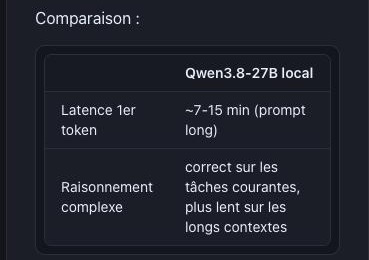 Comparaison :
Qwen3.8-27B local
Latence 1er
token
~7-15 min (prompt
long)
Raisonnement
complexe
correct sur les
tâches courantes,
plus lent sur les
longs contextes